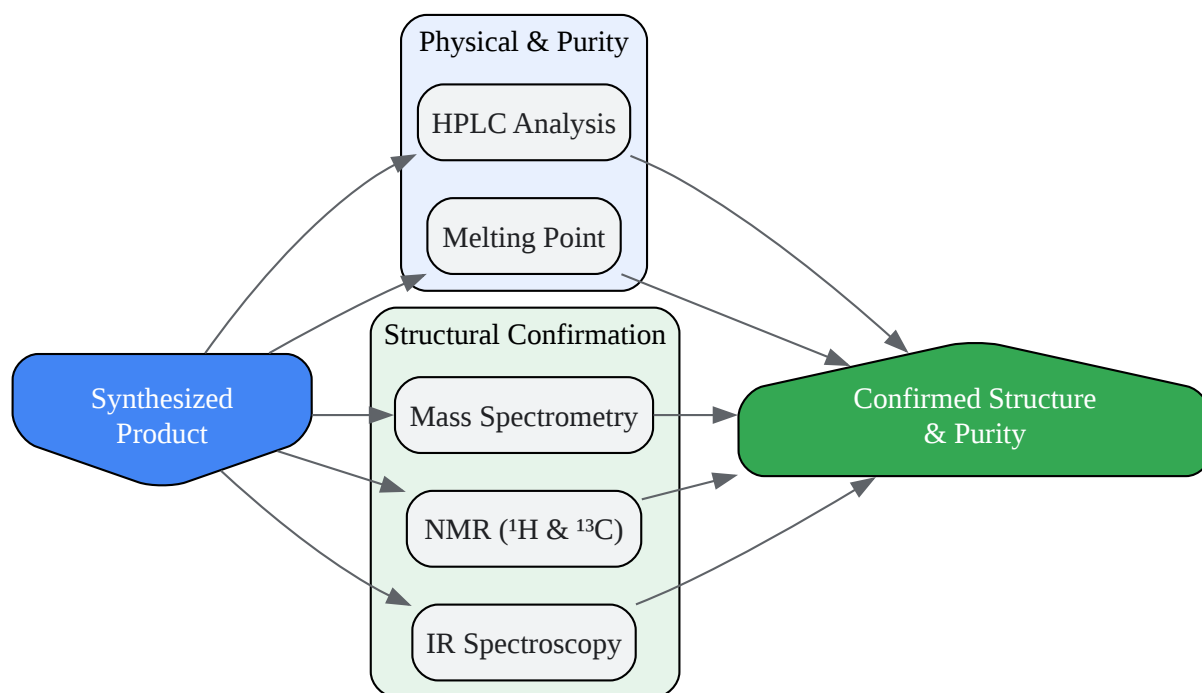 Physical & Purity
HPLC Analysis
Melting Point
Structural Confirmation
Synthesized
Product
Mass Spectrometry
Confirmed Structure
& Purity
NMR (¹H & ¹³C)
IR Spectroscopy